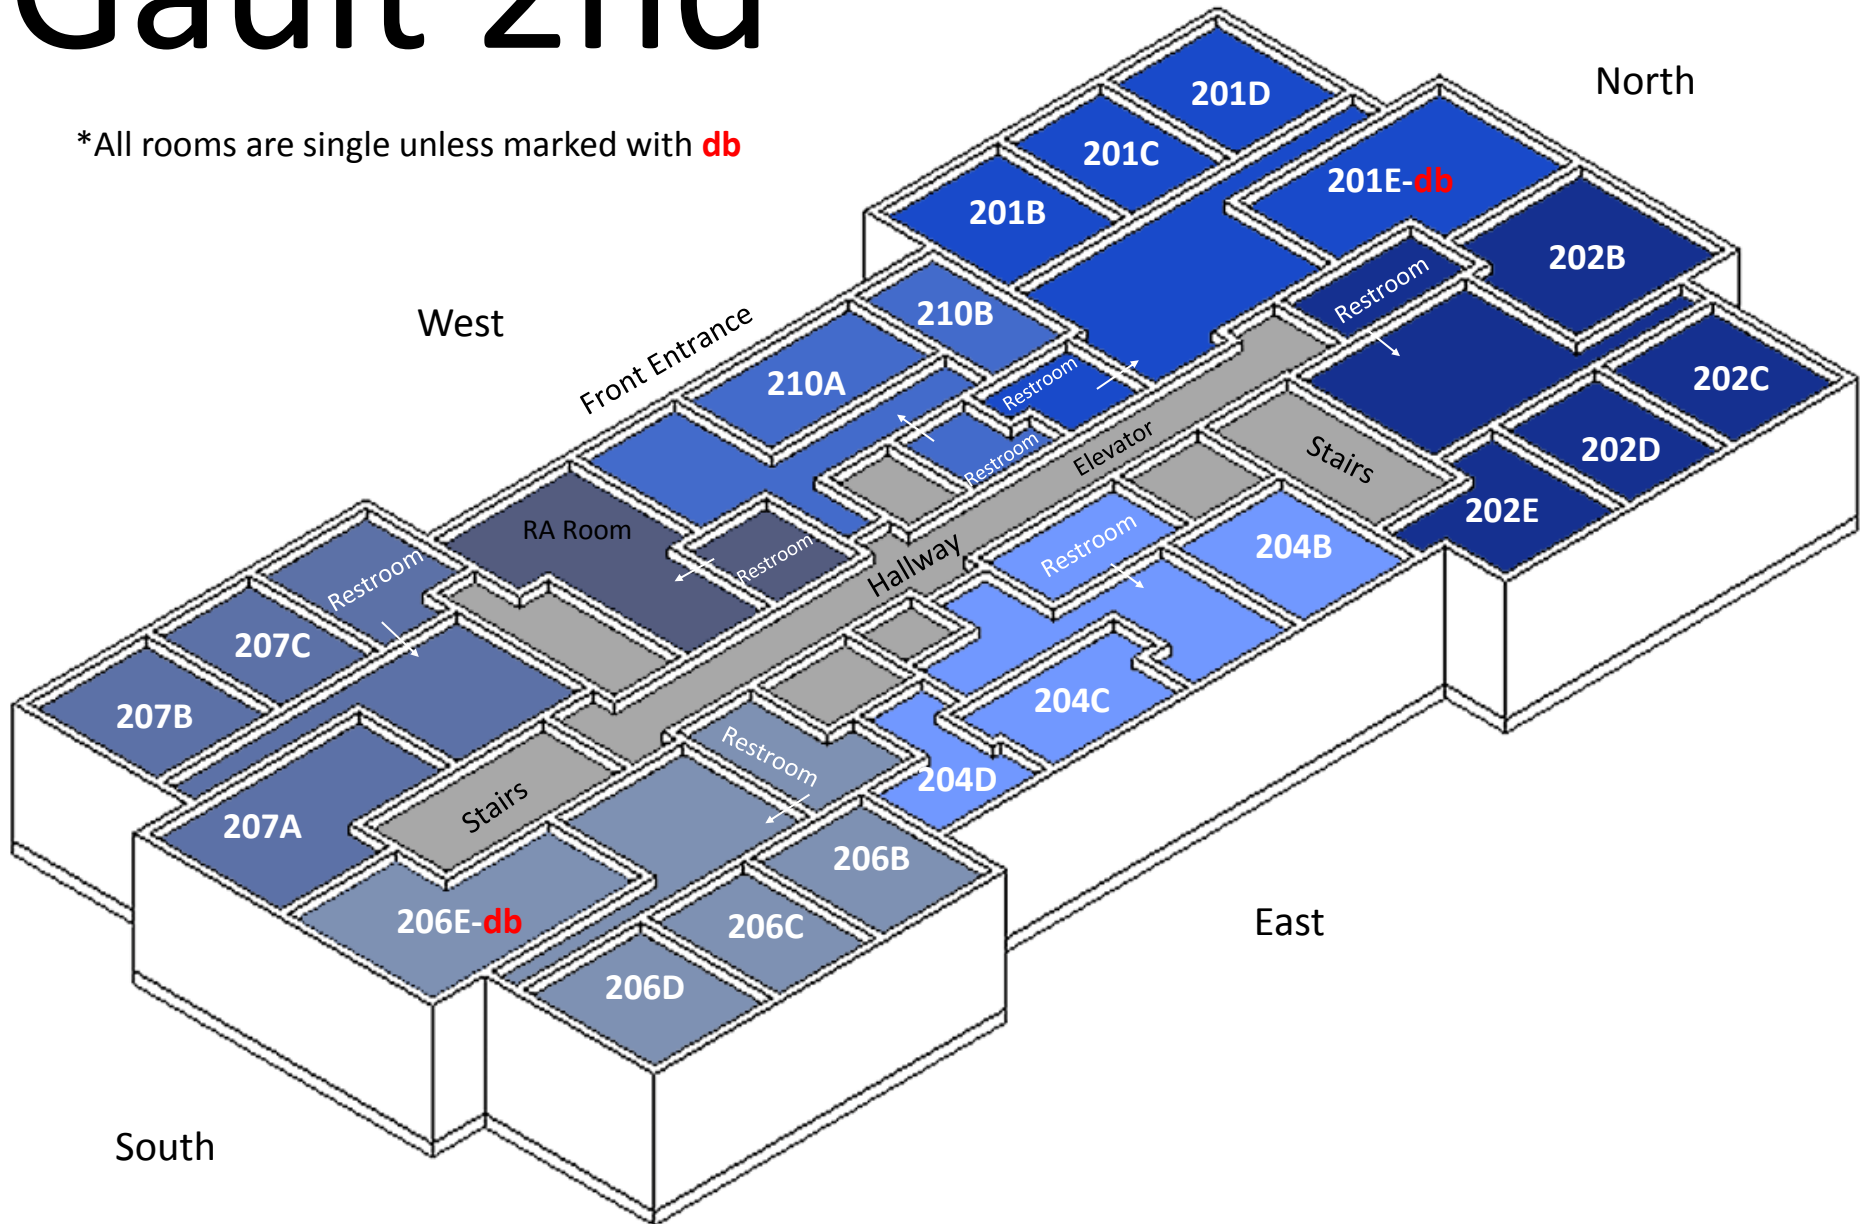 Gault 2nd
*All rooms are single unless marked with db
North
West
South
East
Front Entrance
201D
201C
201B
201E-db
202B
Restroom
202C
202D
202E
210B
210A
Restroom
Restroom
Elevator
Stairs
RA Room
Restroom
Hallway
Restroom
204B
204C
204D
Restroom
207C
207B
207A
Stairs
Restroom
206B
206C
206D
206E-db